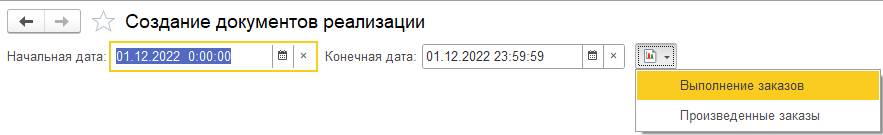 Создание документов реализации
Начальная дата: 01.12.2022 0:00:00 Конечная дата: 01.12.2022 23:59:59
Выполнение заказов
Произведенные заказы